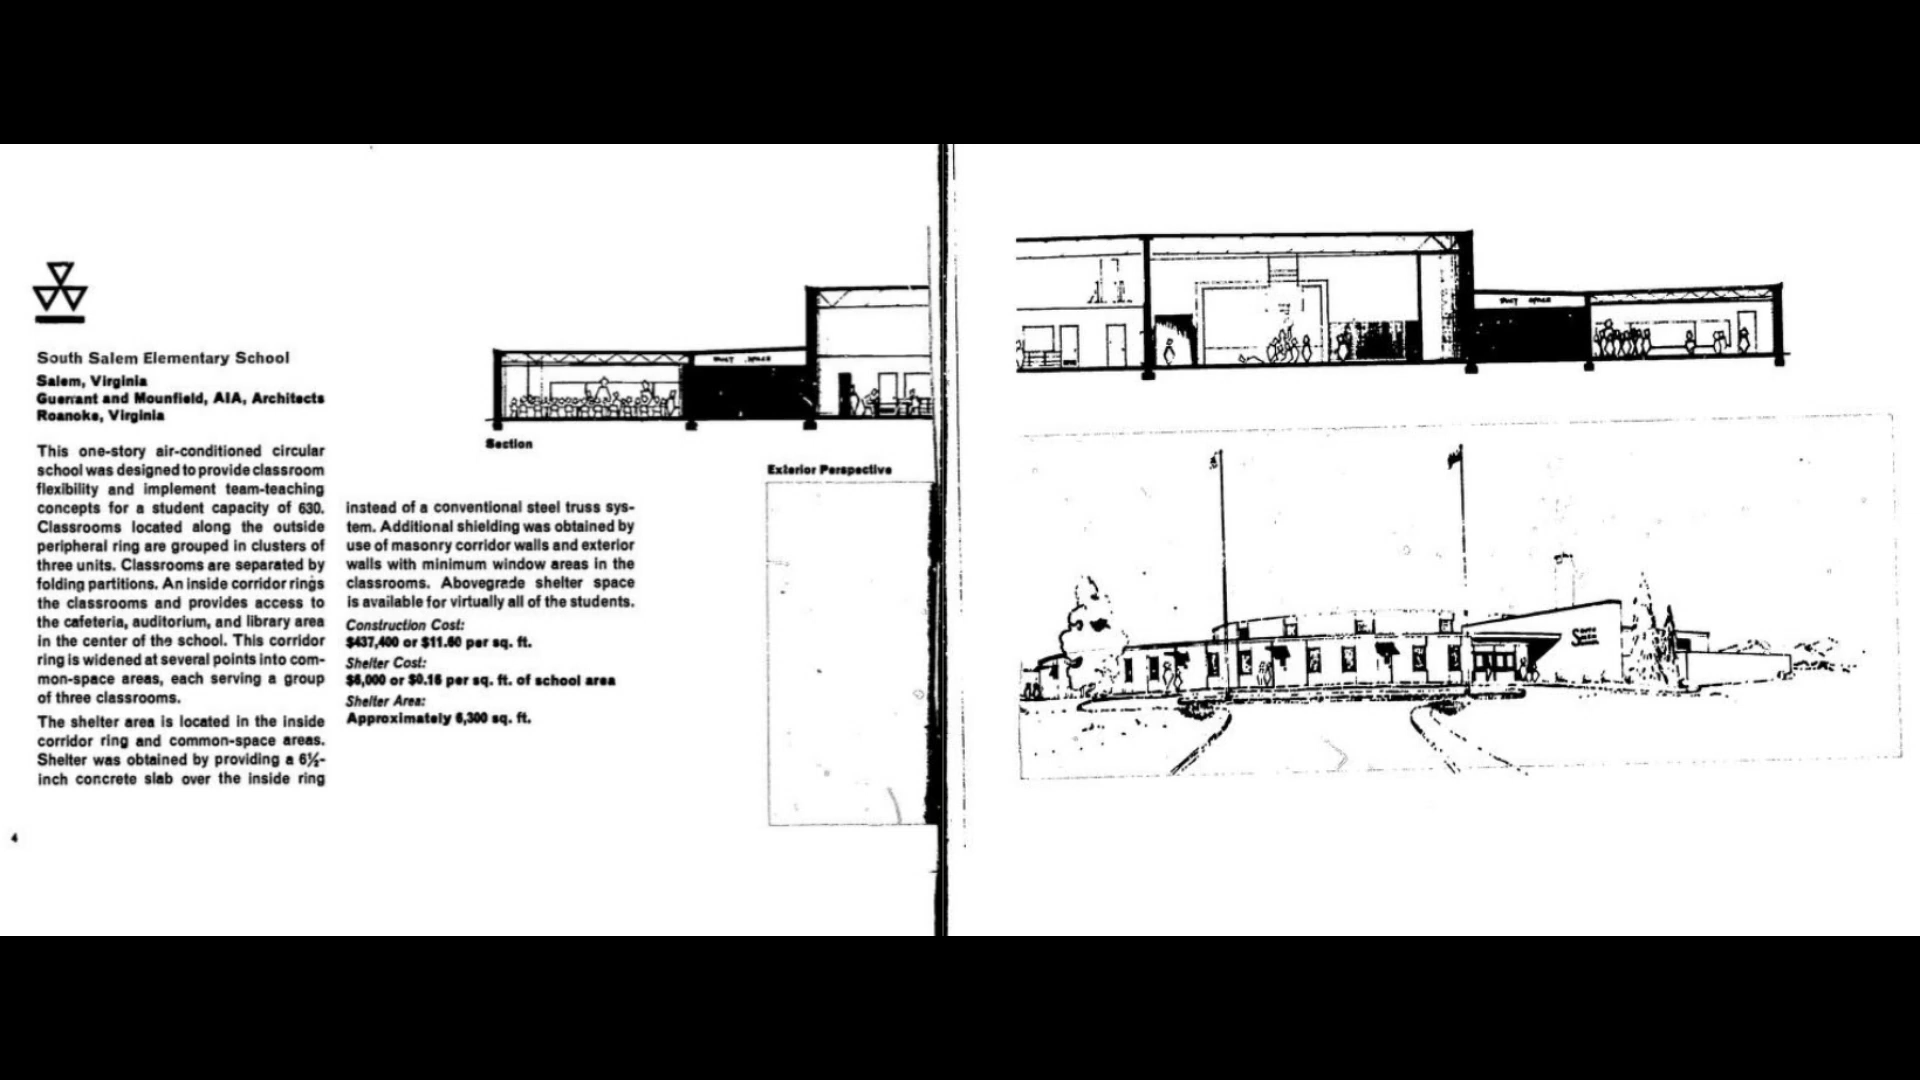 South Salem Elementary School
Salem, Virginia
Guerrant and Mounfield, AIA, Architects
Roanoke, Virginia
This one-story air-conditioned circular
school was designed to provide classroom
flexibility and implement team-teaching
concepts for a student capacity of 630.
Classrooms located along the outside
peripheral ring are grouped in clusters of
three units. Classrooms are separated by
folding partitions. An inside corridor rings
the classrooms and provides access to
the cafeteria, auditorium, and library area
in the center of the school. This corridor
ring is widened at several points into com-
mon-space areas, each serving a group
of three classrooms.
The shelter area is located in the inside
corridor ring and common-space areas.
Shelter was obtained by providing a 6½-
inch concrete slab over the inside ring
4
instead of a conventional steel truss sys-
tem. Additional shielding was obtained by
use of masonry corridor walls and exterior
walls with minimum window areas in the
classrooms. Abovegrade shelter space
is available for virtually all of the students.
Construction Cost:
$437,400 or $11.60 per sq. ft.
Shelter Cost:
$6,000 or $0.16 per sq. ft. of school area
Shelter Area:
Approximately 6,300 sq. ft.
DUCT SPACE
Section
Exterior Perspective
DUCT SPACE
SOUTH
SALEM